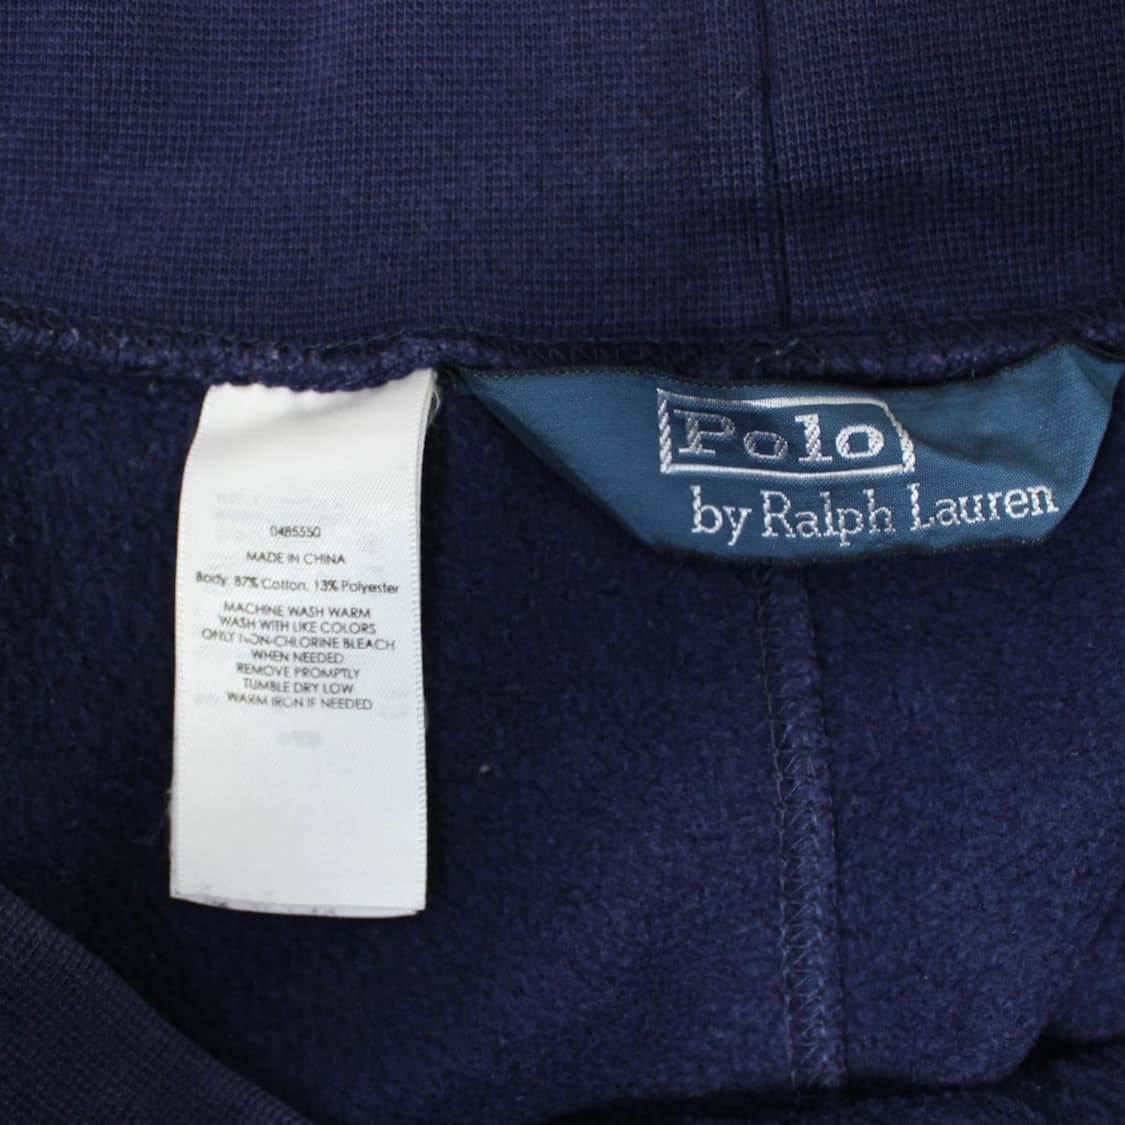 0485550
MADE IN CHINA
Body: 87% Cotton, 13% Polyester
MACHINE WASH WARM
WASH WITH LIKE COLORS
ONLY NON-CHLORINE BLEACH
WHEN NEEDED
REMOVE PROMPTLY
TUMBLE DRY LOW
WARM IRON IF NEEDED
Polo
by Ralph Lauren